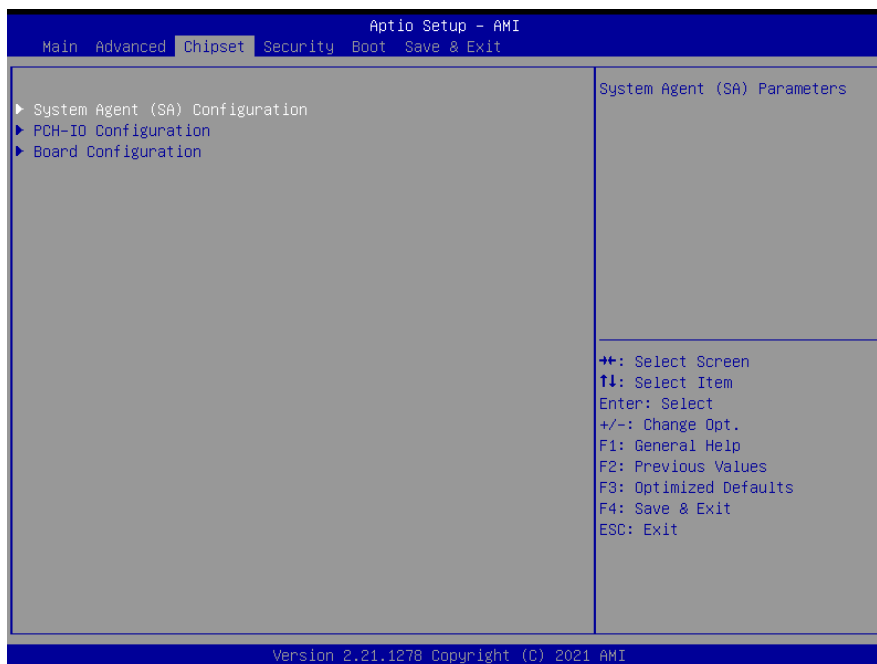 Aptio Setup – AMI
Main Advanced Chipset Security Boot Save & Exit
▶ System Agent (SA) Configuration
▶ PCH-IO Configuration
▶ Board Configuration
System Agent (SA) Parameters
→←: Select Screen
↑↓: Select Item
Enter: Select
+/-: Change Opt.
F1: General Help
F2: Previous Values
F3: Optimized Defaults
F4: Save & Exit
ESC: Exit
Version 2.21.1278 Copyright (C) 2021 AMI